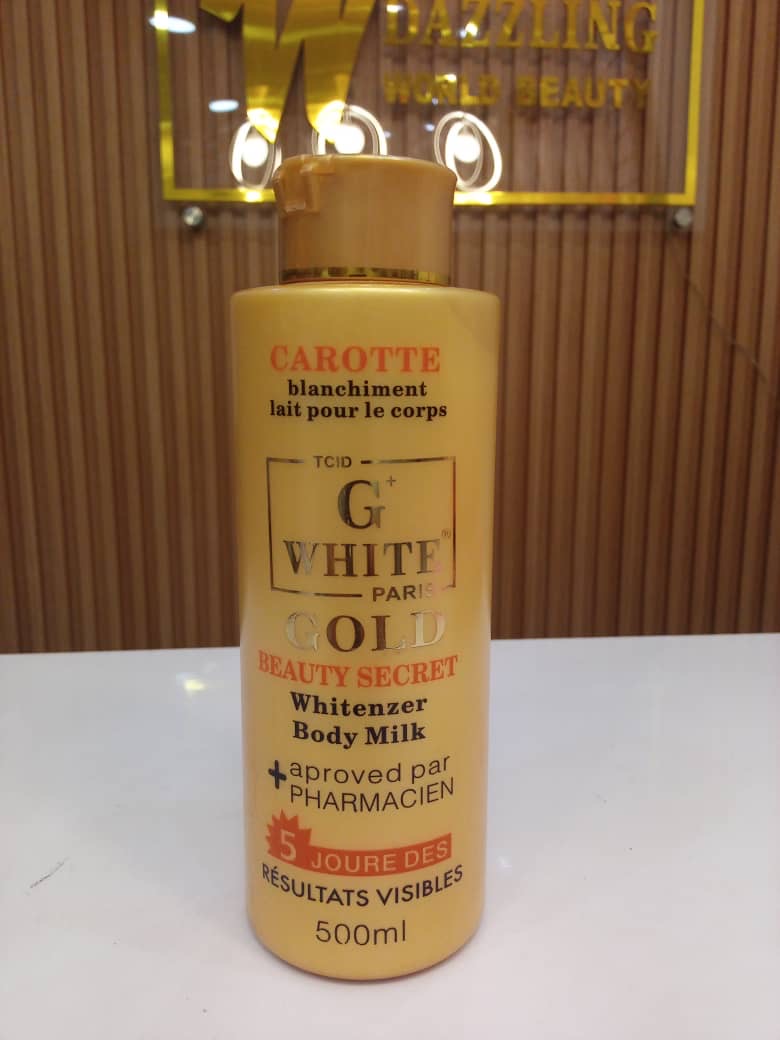 W DAZZLING
WORLD BEAUTY
CAROTTE
blanchiment
lait pour le corps
TCID
G+
WHITE®
PARIS
GOLD
BEAUTY SECRET
Whitenzer
Body Milk
+aproved par
PHARMACIEN
5 JOURE DES
RÉSULTATS VISIBLES
500ml